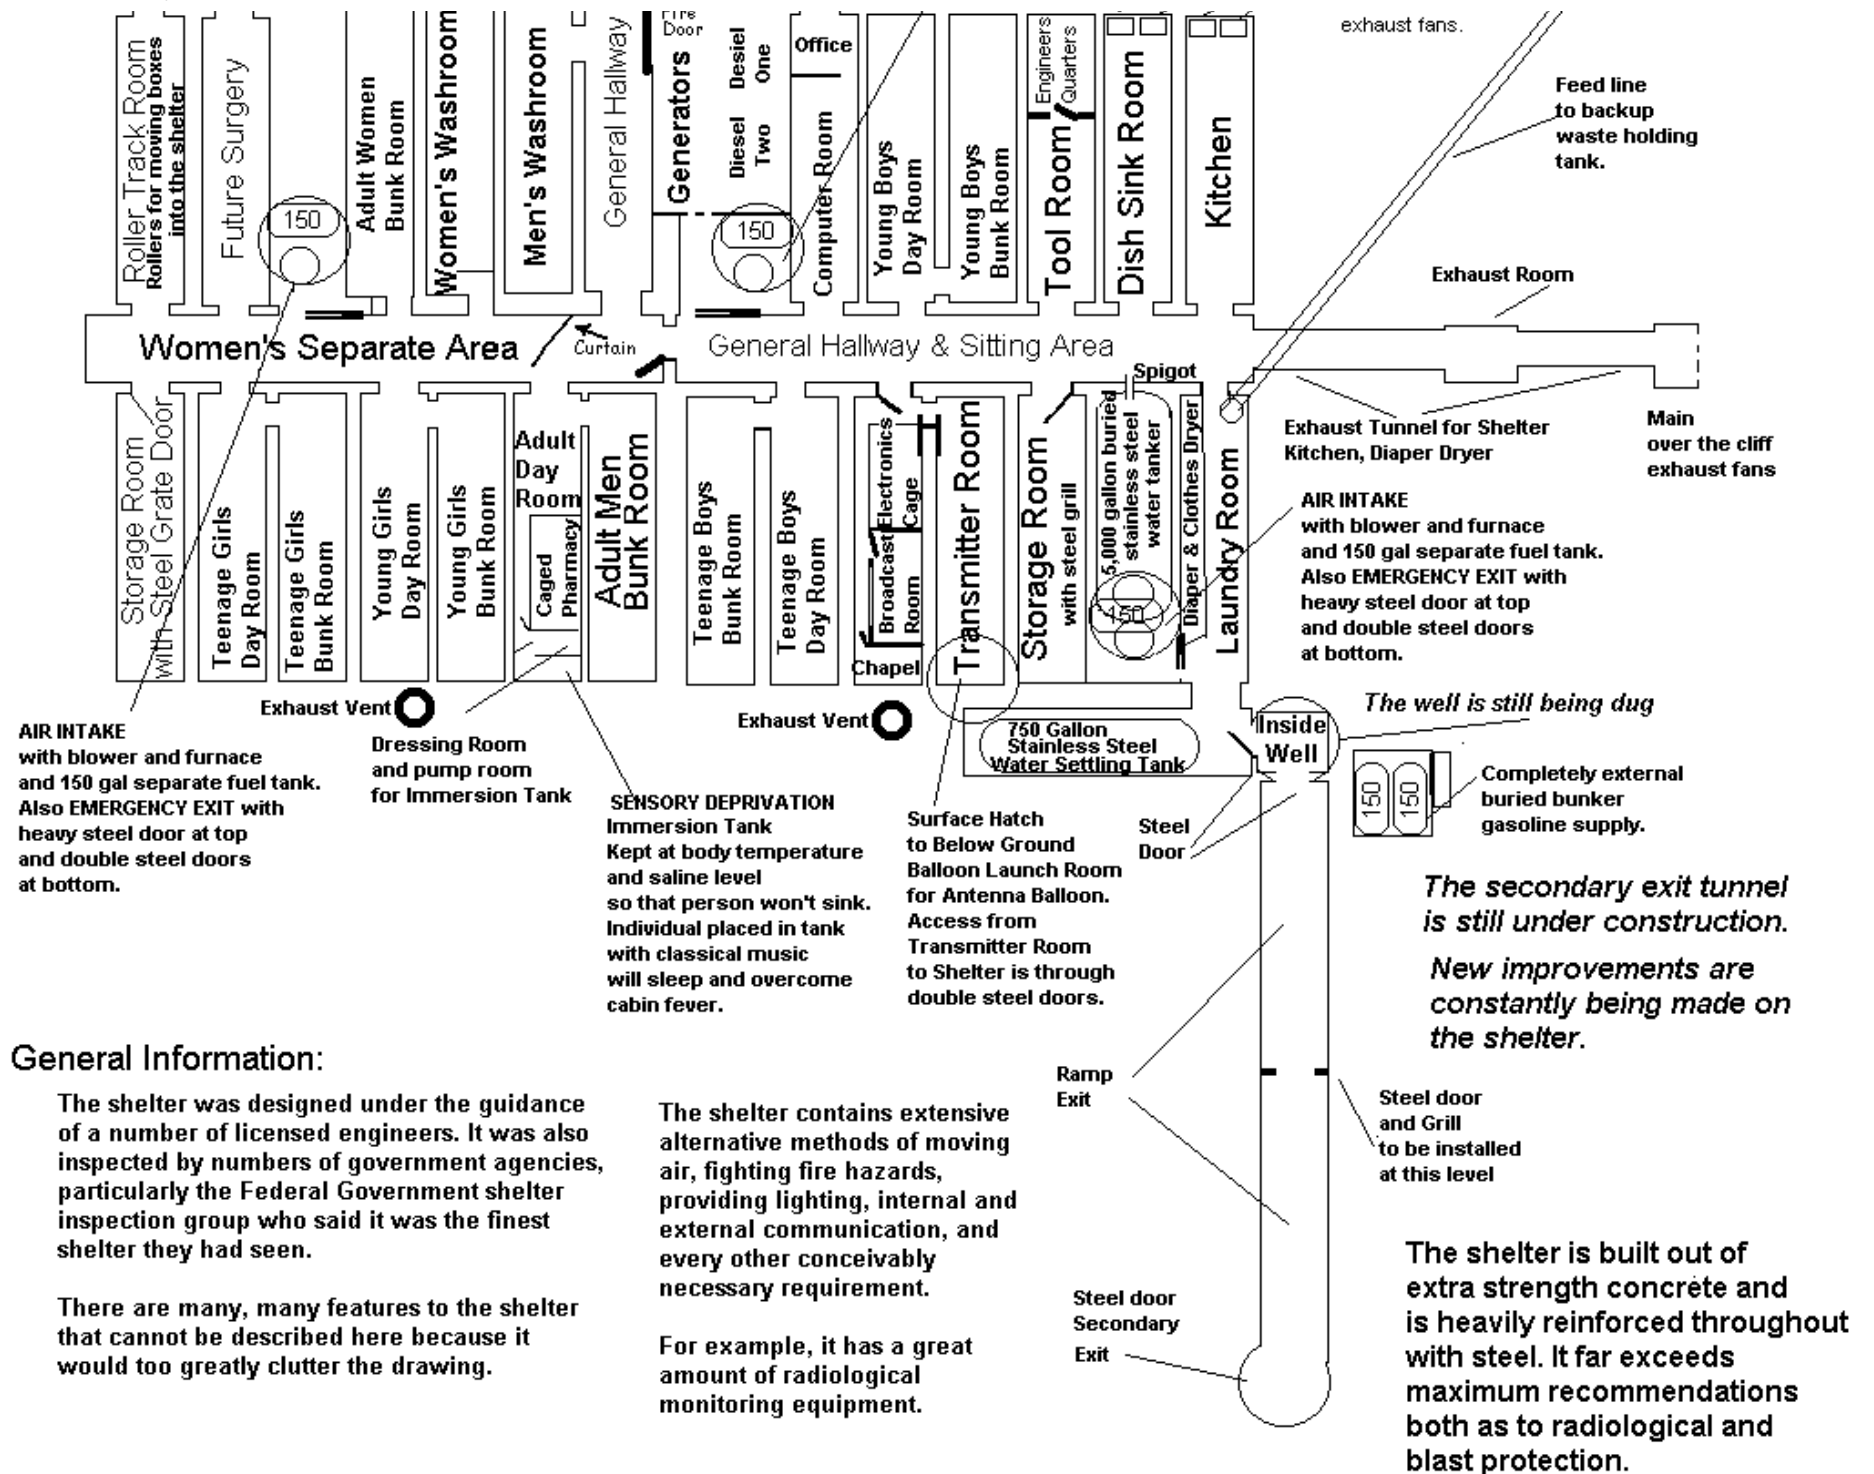 exhaust fans.
Feed line
to backup
waste holding
tank.
Roller Track Room
Rollers for moving boxes
into the shelter
Future Surgery
150
Adult Women
Bunk Room
Women's Washroom
Men's Washroom
General Hallway
Door
Generators
Desiel
One
Diesel
Two
150
Office
Computer Room
Young Boys
Day Room
Young Boys
Bunk Room
Engineers
Quarters
Tool Room
Dish Sink Room
Kitchen
Exhaust Room
Women's Separate Area
Curtain
General Hallway & Sitting Area
Spigot
Exhaust Tunnel for Shelter
Kitchen, Diaper Dryer
Main
over the cliff
exhaust fans
Storage Room
with Steel Grate Door
Teenage Girls
Day Room
Teenage Girls
Bunk Room
Young Girls
Day Room
Young Girls
Bunk Room
Adult
Day
Room
Caged
Pharmacy
Adult Men
Bunk Room
Teenage Boys
Bunk Room
Teenage Boys
Day Room
Electronics
Cage
Broadcast
Room
Chapel
Transmitter Room
Storage Room
with steel grill
5,000 gallon buried
stainless steel
water tanker
150
Diaper & Clothes Dryer
Laundry Room
AIR INTAKE
with blower and furnace
and 150 gal separate fuel tank.
Also EMERGENCY EXIT with
heavy steel door at top
and double steel doors
at bottom.
Exhaust Vent
Exhaust Vent
The well is still being dug
AIR INTAKE
with blower and furnace
and 150 gal separate fuel tank.
Also EMERGENCY EXIT with
heavy steel door at top
and double steel doors
at bottom.
Dressing Room
and pump room
for Immersion Tank
SENSORY DEPRIVATION
Immersion Tank
Kept at body temperature
and saline level
so that person won't sink.
Individual placed in tank
with classical music
will sleep and overcome
cabin fever.
750 Gallon
Stainless Steel
Water Settling Tank
Inside
Well
150
150
Completely external
buried bunker
gasoline supply.
Surface Hatch
to Below Ground
Balloon Launch Room
for Antenna Balloon.
Access from
Transmitter Room
to Shelter is through
double steel doors.
Steel
Door
The secondary exit tunnel
is still under construction.
New improvements are
constantly being made on
the shelter.
Ramp
Exit
Steel door
and Grill
to be installed
at this level
General Information:
The shelter was designed under the guidance
of a number of licensed engineers. It was also
inspected by numbers of government agencies,
particularly the Federal Government shelter
inspection group who said it was the finest
shelter they had seen.
There are many, many features to the shelter
that cannot be described here because it
would too greatly clutter the drawing.
The shelter contains extensive
alternative methods of moving
air, fighting fire hazards,
providing lighting, internal and
external communication, and
every other conceivably
necessary requirement.
For example, it has a great
amount of radiological
monitoring equipment.
Steel door
Secondary
Exit
The shelter is built out of
extra strength concrete and
is heavily reinforced throughout
with steel. It far exceeds
maximum recommendations
both as to radiological and
blast protection.